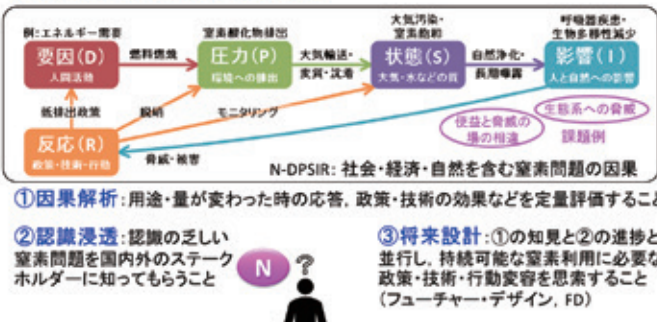 例:エネルギー需要
窒素酸化物排出
大気汚染・
窒素飽和
呼吸器疾患・
生物多様性減少
要因(D)
人間活動
燃料燃焼
圧力(P)
環境への排出
大気輸送・
変質・沈着
状態(S)
大気・水などの質
自然浄化・
長期曝露
影響(I)
人と自然への影響
低排出政策
脱硝
モニタリング
反応(R)
政策・技術・行動
脅威・被害
便益と脅威の
場の相違
生態系への脅威
課題例
N-DPSIR: 社会・経済・自然を含む窒素問題の因果
①因果解析:用途・量が変わった時の応答,政策・技術の効果などを定量評価すること
②認識浸透:認識の乏しい
窒素問題を国内外のステーク
ホルダーに知ってもらうこと
N
?
③将来設計:①の知見と②の進捗と
並行し,持続可能な窒素利用に必要な
政策・技術・行動変容を思索すること
(フューチャー・デザイン, FD)